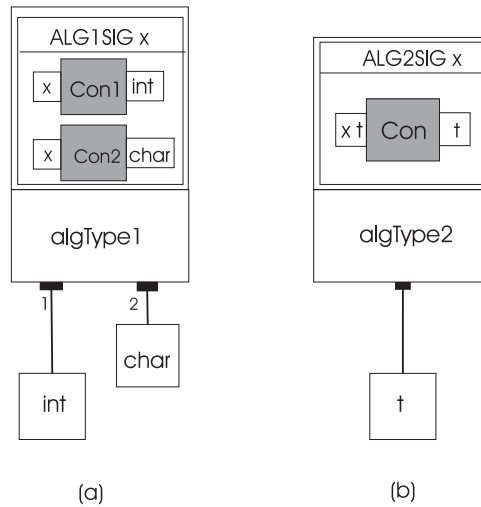 ALG1SIG x
x Con1 int
x Con2 char
algType1
1 2
int
char
(a)
ALG2SIG x
x t Con t
algType2
t
(b)